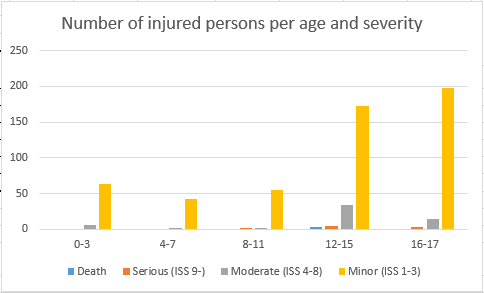 Number of injured persons per age and severity
250
200
150
100
50
0
0-3 4-7 8-11 12-15 16-17
Death Serious (ISS 9-) Moderate (ISS 4-8) Minor (ISS 1-3)